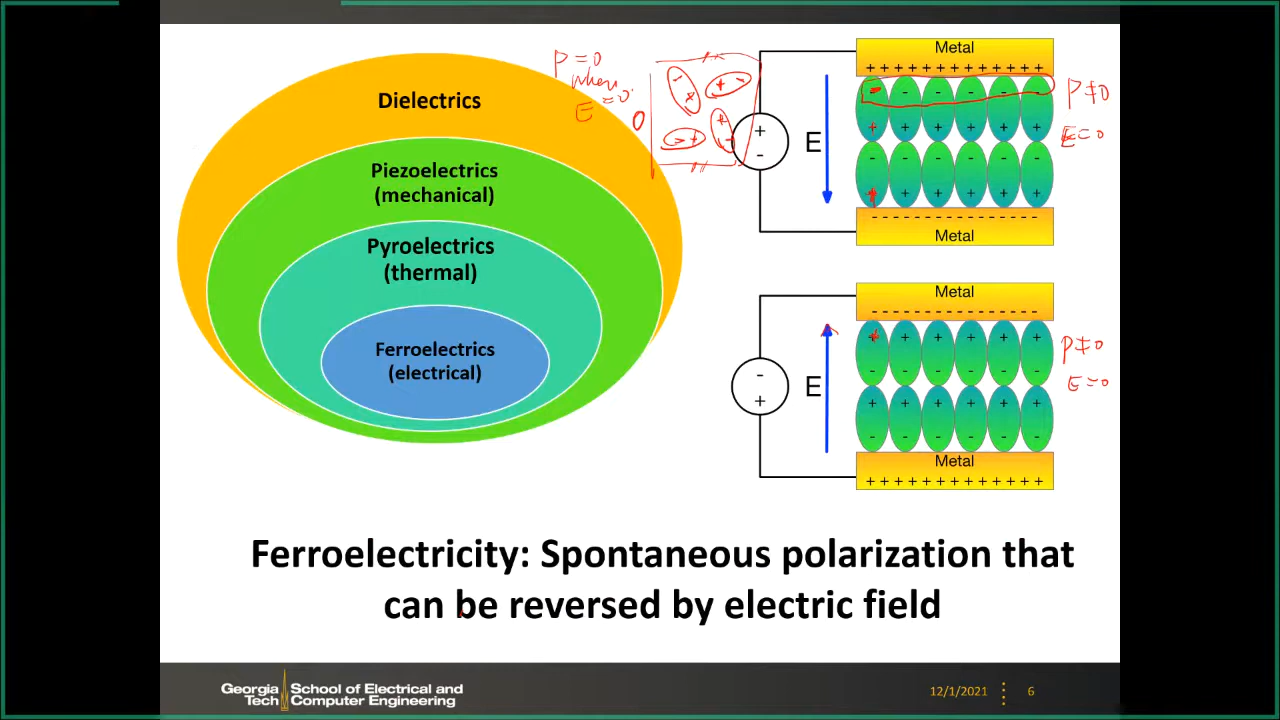 Dielectrics
Piezoelectrics
(mechanical)
Pyroelectrics
(thermal)
Ferroelectrics
(electrical)
P = 0
when
E = 0
0
- + + -
+ - - +
+
-
E
Metal
+ + + + + + + + + + + + +
- - - - - -
+ + + + + +
- - - - - -
+ + + + + +
- - - - - - - - - - - - - - - -
Metal
P ≠ 0
E = 0
-
+
E
Metal
- - - - - - - - - - - - - - - -
+ + + + + +
- - - - - -
+ + + + + +
- - - - - -
Metal
+ + + + + + + + + + + + +
P ≠ 0
E = 0
Ferroelectricity: Spontaneous polarization that
can be reversed by electric field
Georgia Tech
School of Electrical and
Computer Engineering
12/1/2021
6